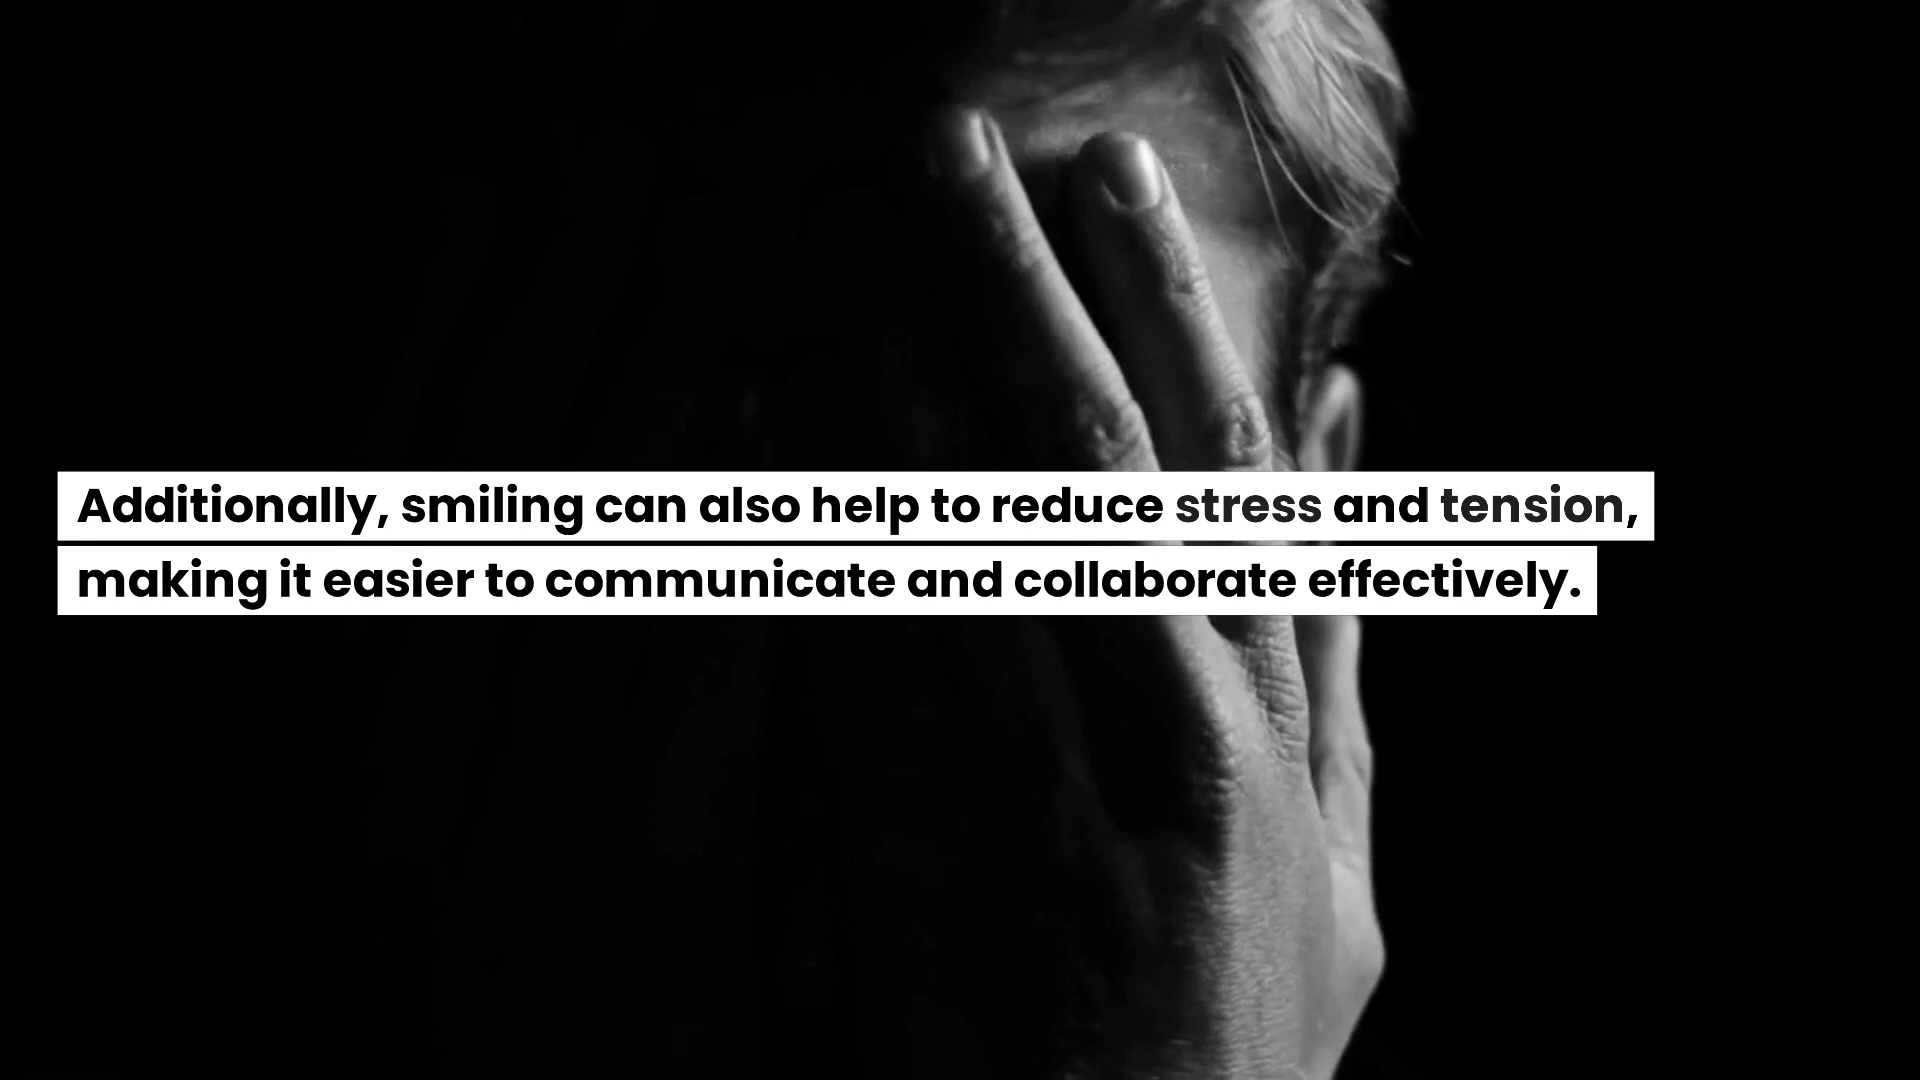 Additionally, smiling can also help to reduce stress and tension,
making it easier to communicate and collaborate effectively.